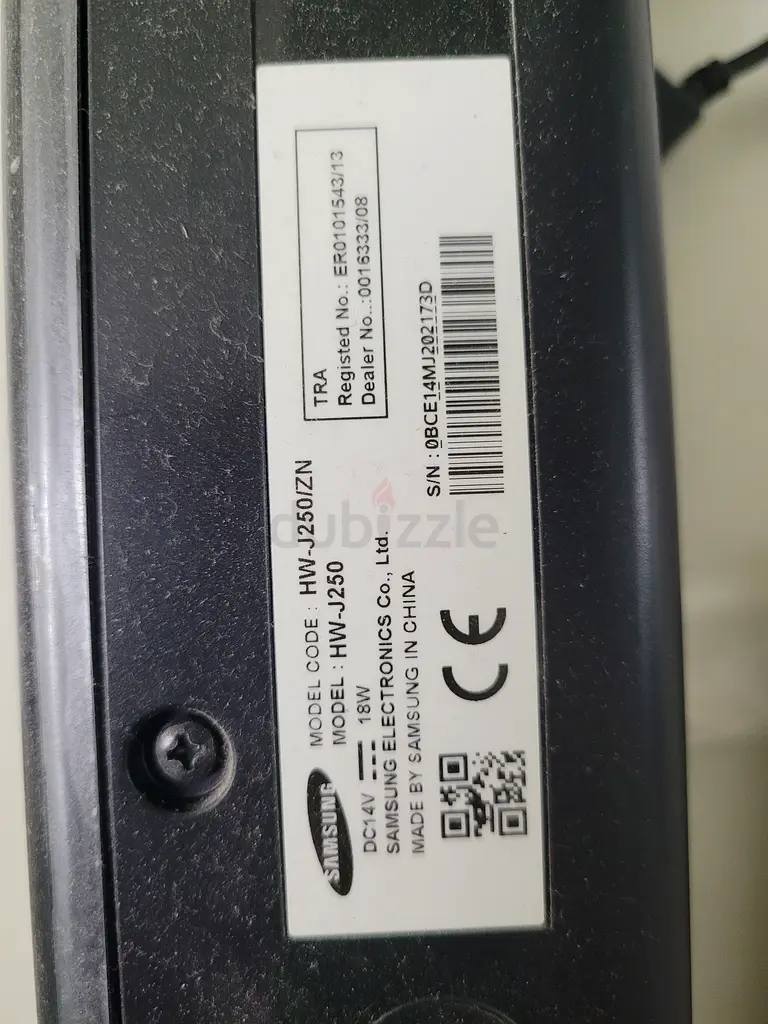 SAMSUNG
MODEL CODE : HW-J250/ZN
MODEL : HW-J250
DC14V 18W
SAMSUNG ELECTRONICS Co., Ltd.
MADE BY SAMSUNG IN CHINA
CE
TRA
Registed No.: ER0101543/13
Dealer No..:0016333/08
S/N : 0BCE14MJ202173D
dubizzle